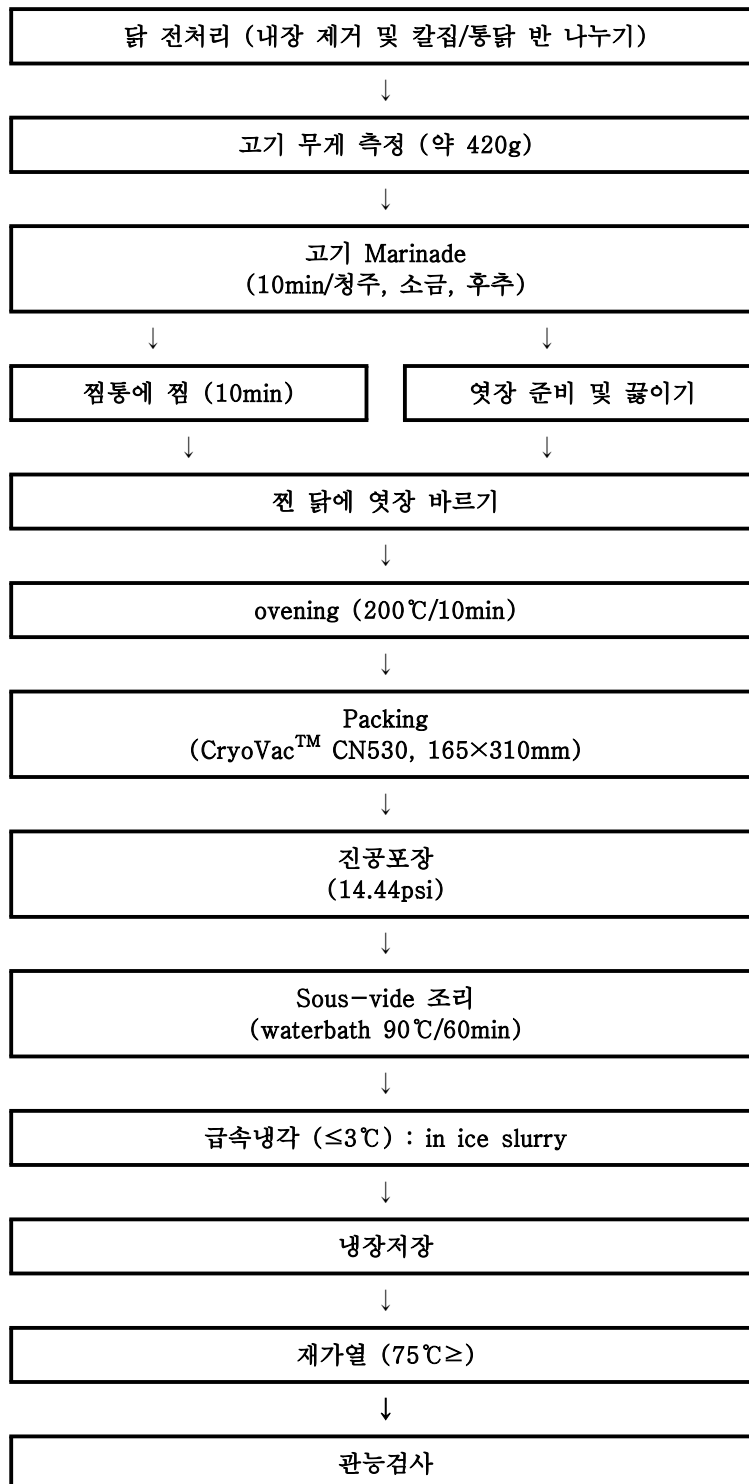 닭 전처리 (내장 제거 및 칼집/통닭 반 나누기)
↓
고기 무게 측정 (약 420g)
↓
고기 Marinade
(10min/청주, 소금, 후추)
↓ ↓
찜통에 찜 (10min) 엿장 준비 및 끓이기
↓ ↓
찐 닭에 엿장 바르기
↓
ovening (200℃/10min)
↓
Packing
(CryoVac™ CN530, 165×310mm)
↓
진공포장
(14.44psi)
↓
Sous-vide 조리
(waterbath 90℃/60min)
↓
급속냉각 (≤3℃) : in ice slurry
↓
냉장저장
↓
재가열 (75℃≥)
↓
관능검사